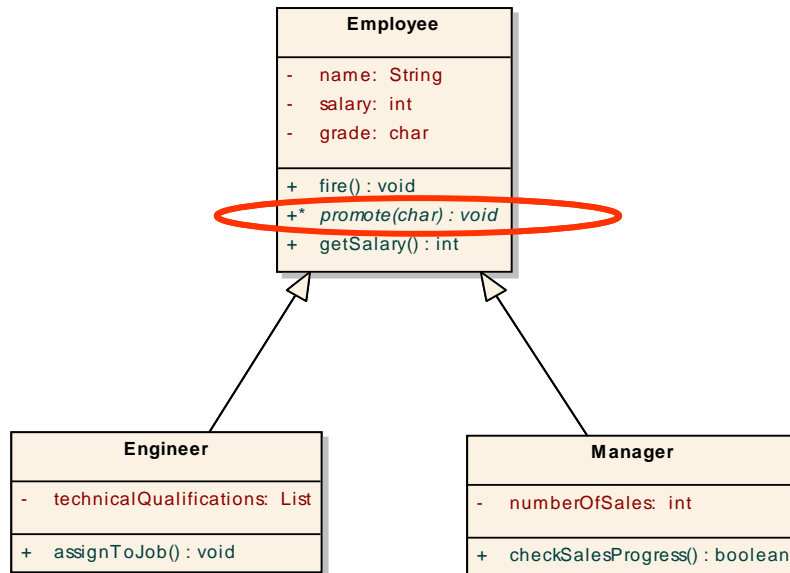 Employee
- name: String
- salary: int
- grade: char
+ fire() : void
+* promote(char) : void
+ getSalary() : int
Engineer
- technicalQualifications: List
+ assignToJob() : void
Manager
- numberOfSales: int
+ checkSalesProgress() : boolean